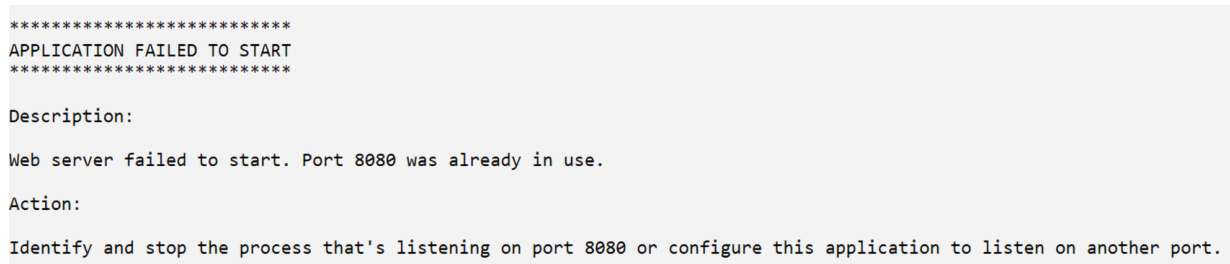 ***************************
APPLICATION FAILED TO START
***************************
Description:
Web server failed to start. Port 8080 was already in use.
Action:
Identify and stop the process that's listening on port 8080 or configure this application to listen on another port.